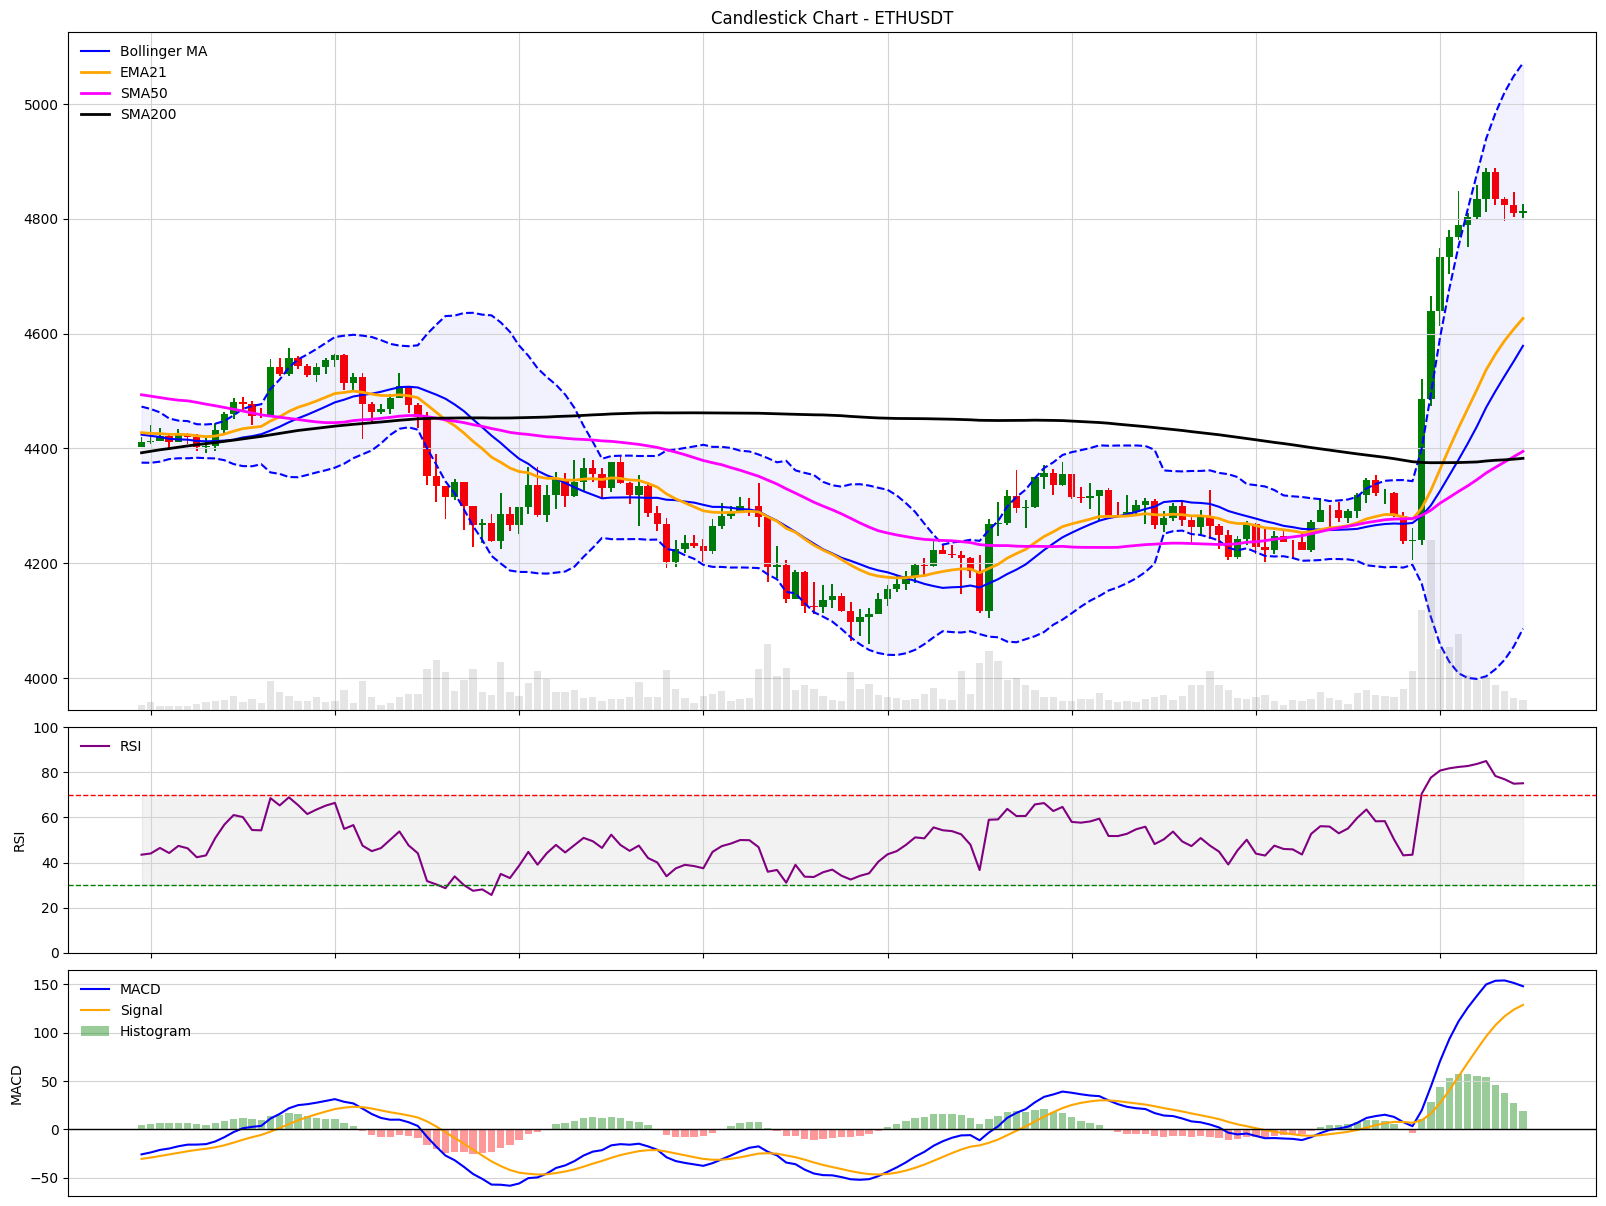 Candlestick Chart - ETHUSDT
Bollinger MA
EMA21
SMA50
SMA200
5000
4800
4600
4400
4200
4000
RSI
100
80
60
40
20
0
RSI
MACD
Signal
Histogram
150
100
50
0
−50
MACD